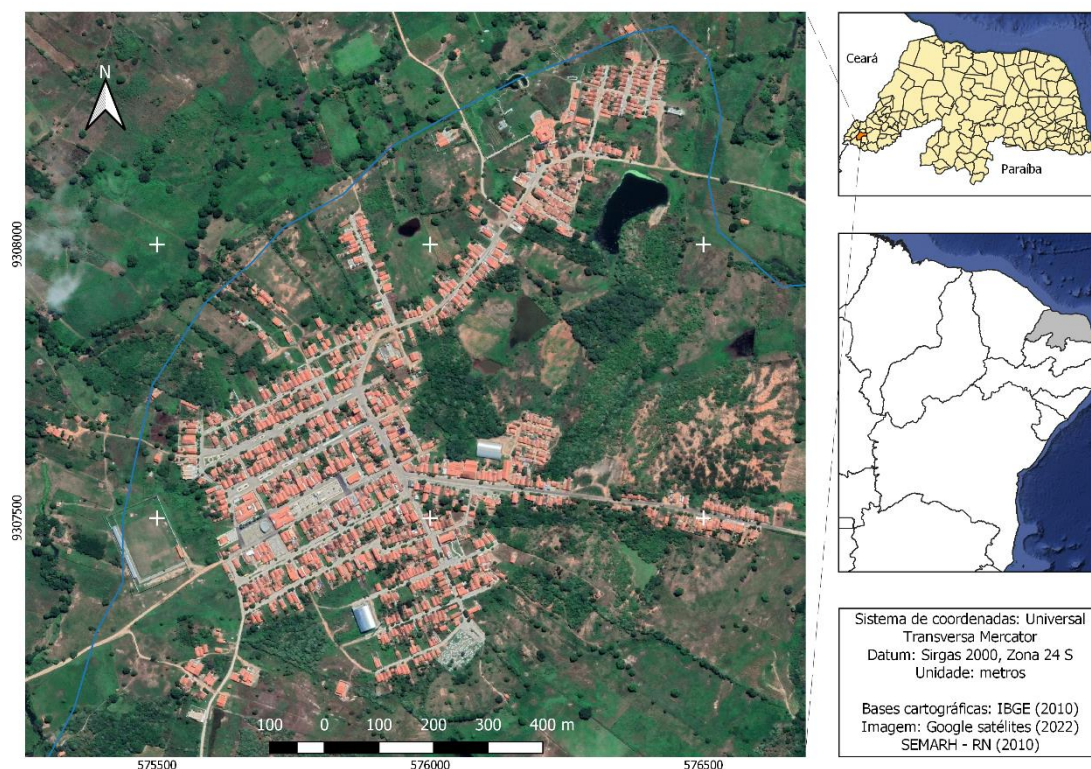 N
9308000
9307500
100 0 100 200 300 400 m
575500
576000
576500
Ceará
Paraíba
Sistema de coordenadas: Universal
Transversa Mercator
Datum: Sirgas 2000, Zona 24 S
Unidade: metros
Bases cartográficas: IBGE (2010)
Imagem: Google satélites (2022)
SEMARH - RN (2010)